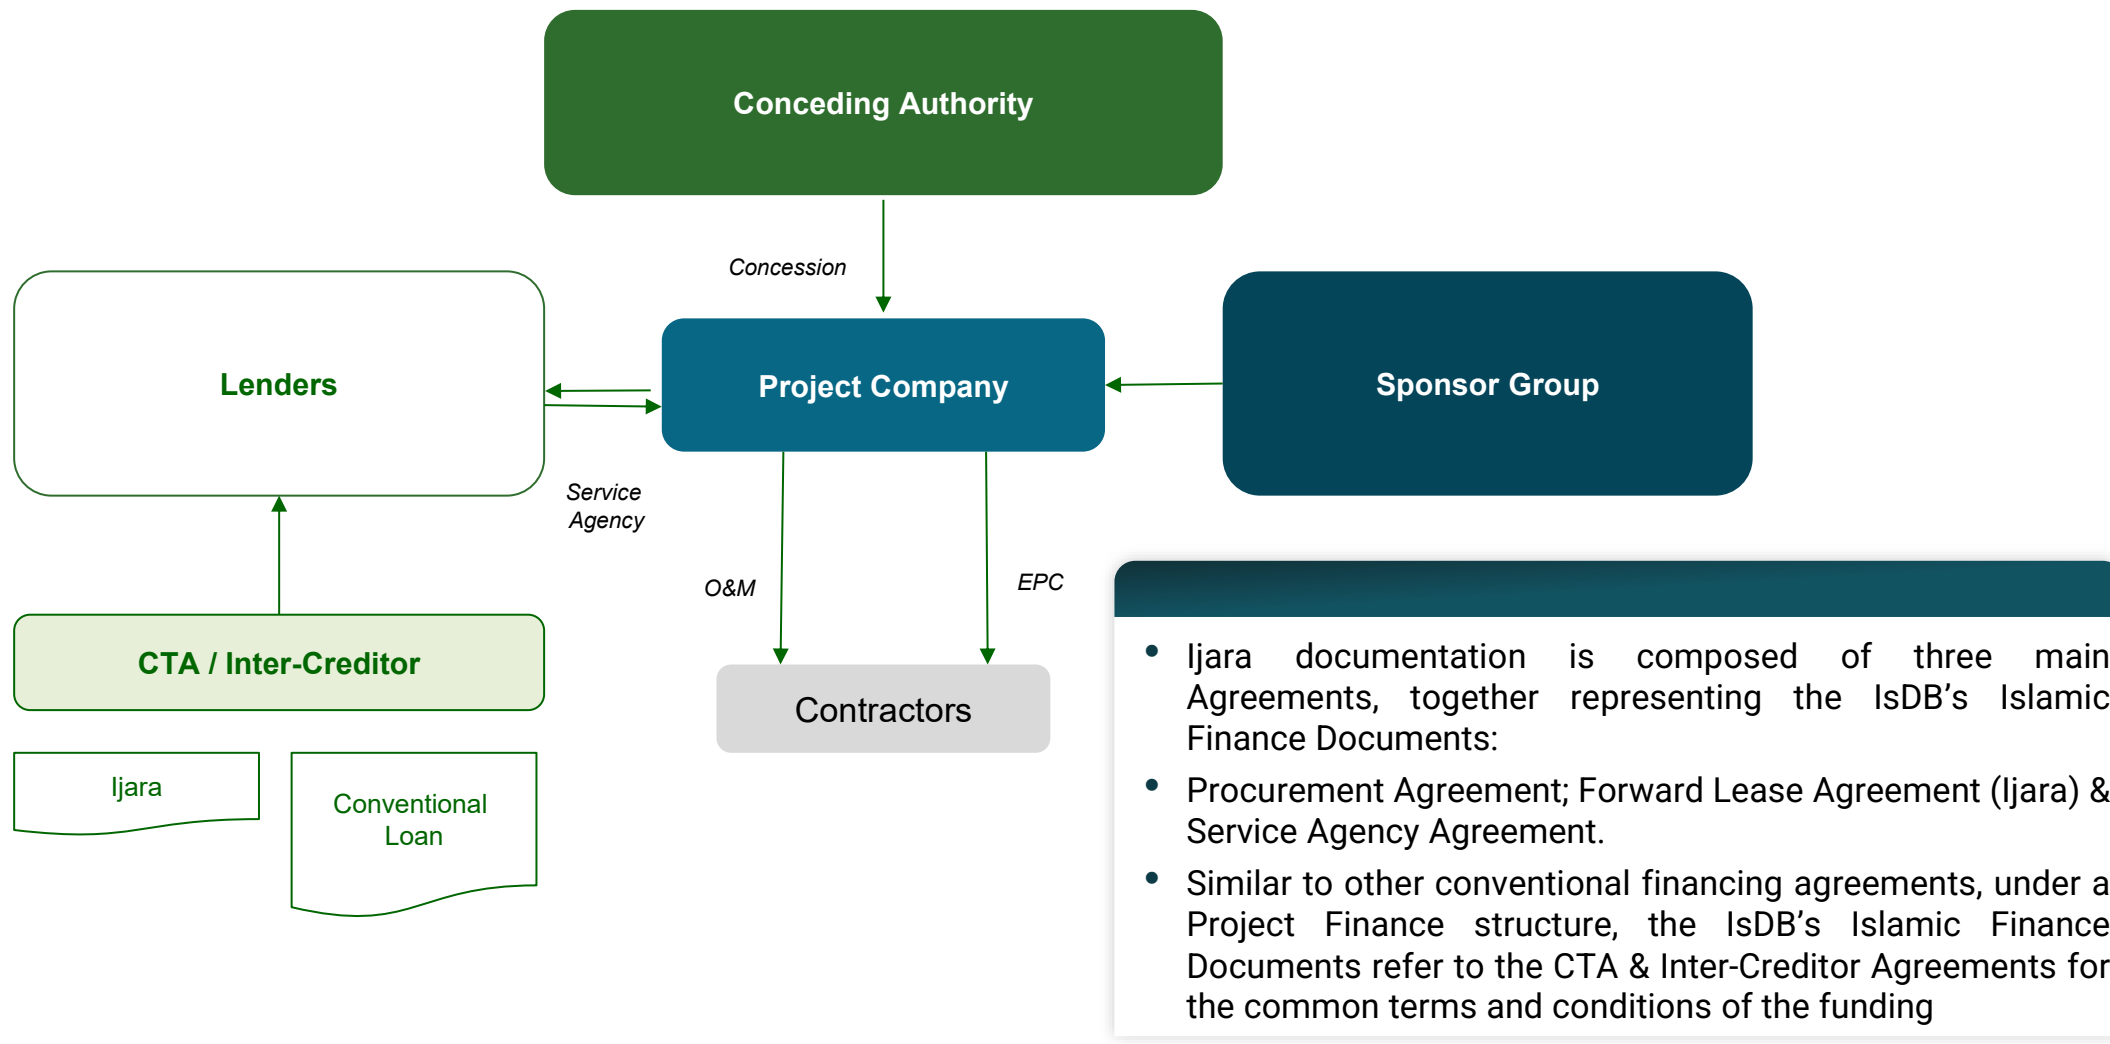 Conceding Authority
Concession
Lenders
Project Company
Sponsor Group
Service
Agency
O&M
EPC
CTA / Inter-Creditor
Contractors
Ijara
Conventional
Loan
• Ijara documentation is composed of three main
Agreements, together representing the IsDB’s Islamic
Finance Documents:
• Procurement Agreement; Forward Lease Agreement (Ijara) &
Service Agency Agreement.
• Similar to other conventional financing agreements, under a
Project Finance structure, the IsDB’s Islamic Finance
Documents refer to the CTA & Inter-Creditor Agreements for
the common terms and conditions of the funding